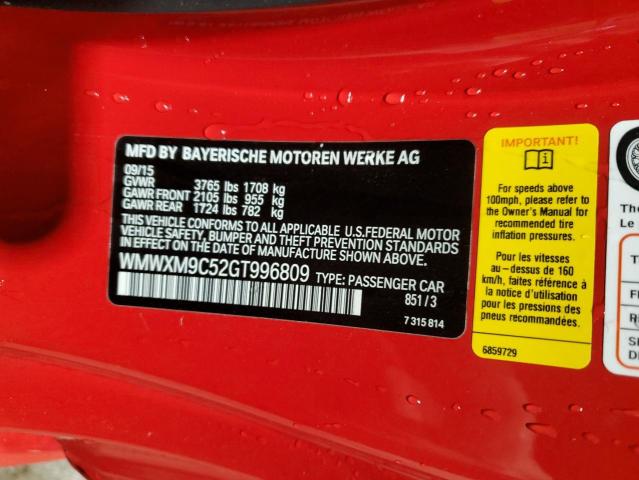 MFD BY BAYERISCHE MOTOREN WERKE AG
09/15
GVWR 3765 lbs 1708 kg
GAWR FRONT 2105 lbs 955 kg
GAWR REAR 1724 lbs 782 kg
THIS VEHICLE CONFORMS TO ALL APPLICABLE U.S.FEDERAL MOTOR
VEHICLE SAFETY, BUMPER AND THEFT PREVENTION STANDARDS
IN EFFECT ON THE DATE OF MANUFACTURE SHOWN ABOVE.
WMWXM9C52GT996809 TYPE: PASSENGER CAR
851/3
7 315 814
IMPORTANT!
For speeds above
100mph, please refer to
the Owner's Manual for
recommended tire
inflation pressures.
Pour les vitesses
au-dessus de 160
km/h, faites référence à
la notice d'utilisation
pour les recommandations
pneus recommandées.
6859729
The
Le